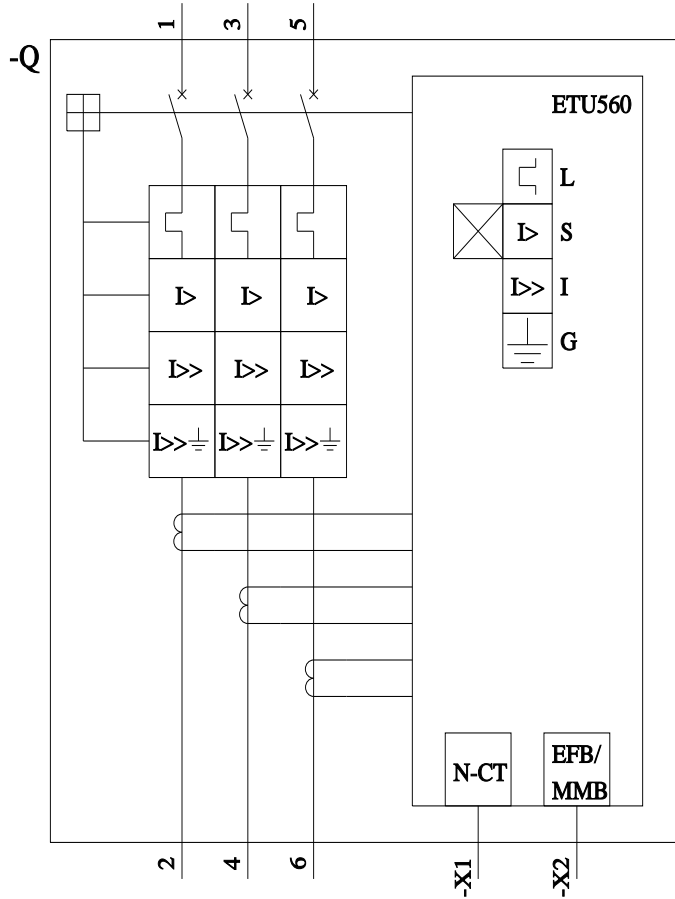 1 3 5
-Q
ETU560
L
I> S
I> I> I>
I>> I
G
I>> I>> I>>
I>> I>> I>>
N-CT
EFB/
MMB
2 4 6 -X1 -X2